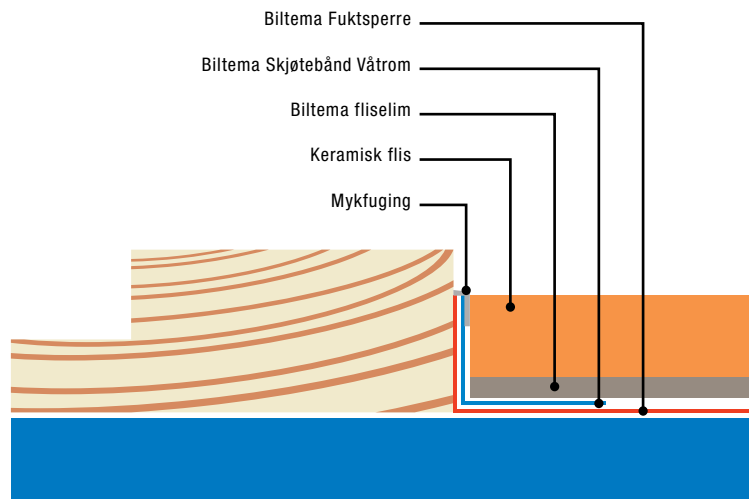 Biltema Fuktsperre
Biltema Skjøtebånd Våtrom
Biltema fliselim
Keramisk flis
Mykfuging